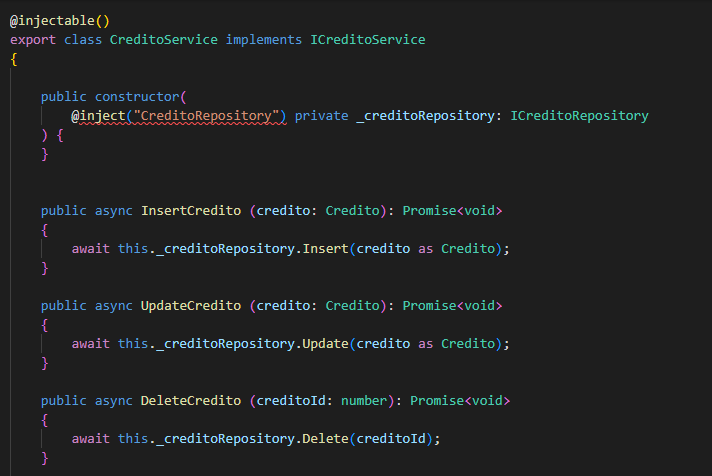 @injectable()
export class CreditoService implements ICreditoService
{
public constructor(
@inject("CreditoRepository") private _creditoRepository: ICreditoRepository
) {
}
public async InsertCredito (credito: Credito): Promise<void>
{
await this._creditoRepository.Insert(credito as Credito);
}
public async UpdateCredito (credito: Credito): Promise<void>
{
await this._creditoRepository.Update(credito as Credito);
}
public async DeleteCredito (creditoId: number): Promise<void>
{
await this._creditoRepository.Delete(creditoId);
}